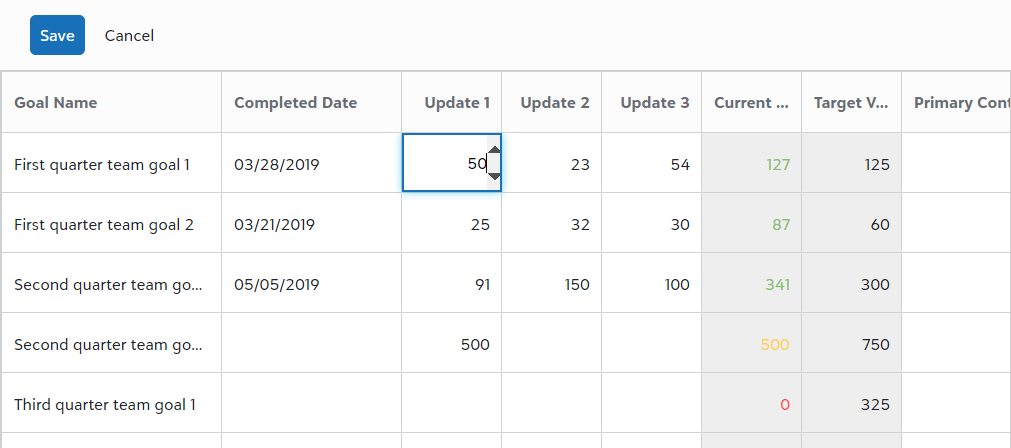 Save Cancel
Goal Name Completed Date Update 1 Update 2 Update 3 Current ... Target V... Primary Cont
First quarter team goal 1 03/28/2019 50 23 54 127 125
First quarter team goal 2 03/21/2019 25 32 30 87 60
Second quarter team go... 05/05/2019 91 150 100 341 300
Second quarter team go... 500 500 750
Third quarter team goal 1 0 325